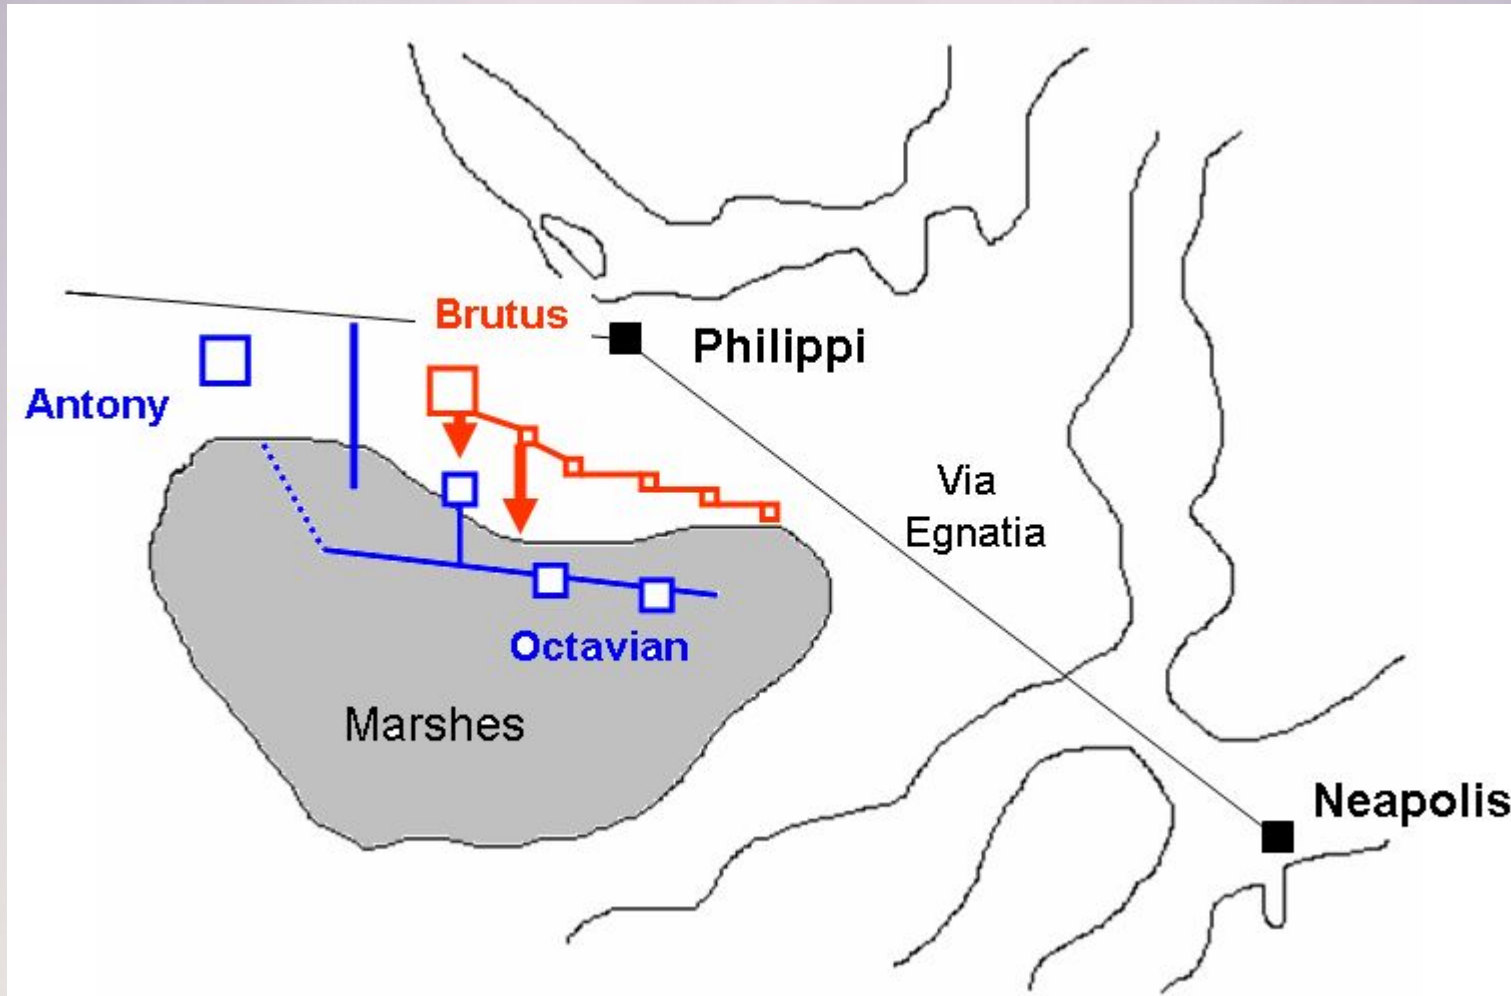 Brutus
Philippi
Antony
Via
Egnatia
Octavian
Marshes
Neapolis